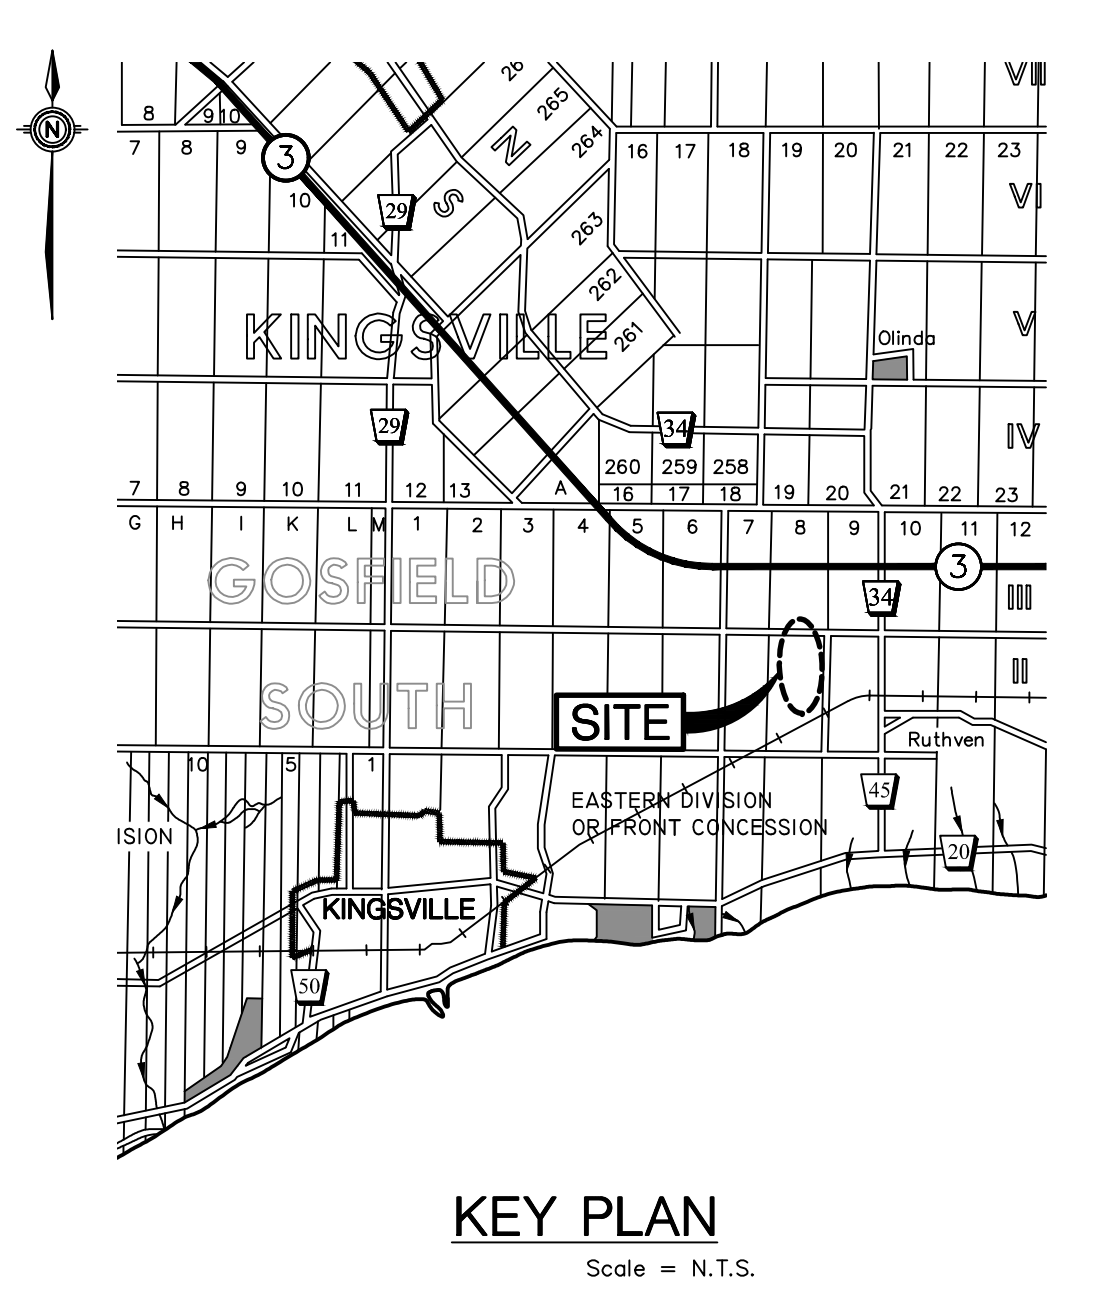 N
26
VII
8
9
10
265
264
N
7
8
9
3
16
17
18
19
20
21
22
23
10
29
S
VI
11
263
262
KINGSVILLE
261
V
Olinda
29
34
IV
260
259
258
7
8
9
10
11
12
13
A
16
17
18
19
20
21
22
23
G
H
I
K
L
M
1
2
3
4
5
6
7
8
9
10
11
12
3
GOSFIELD
34
III
II
SOUTH
SITE
Ruthven
10
5
1
45
EASTERN DIVISION
OR FRONT CONCESSION
ISION
20
KINGSVILLE
50
KEY PLAN
Scale = N.T.S.